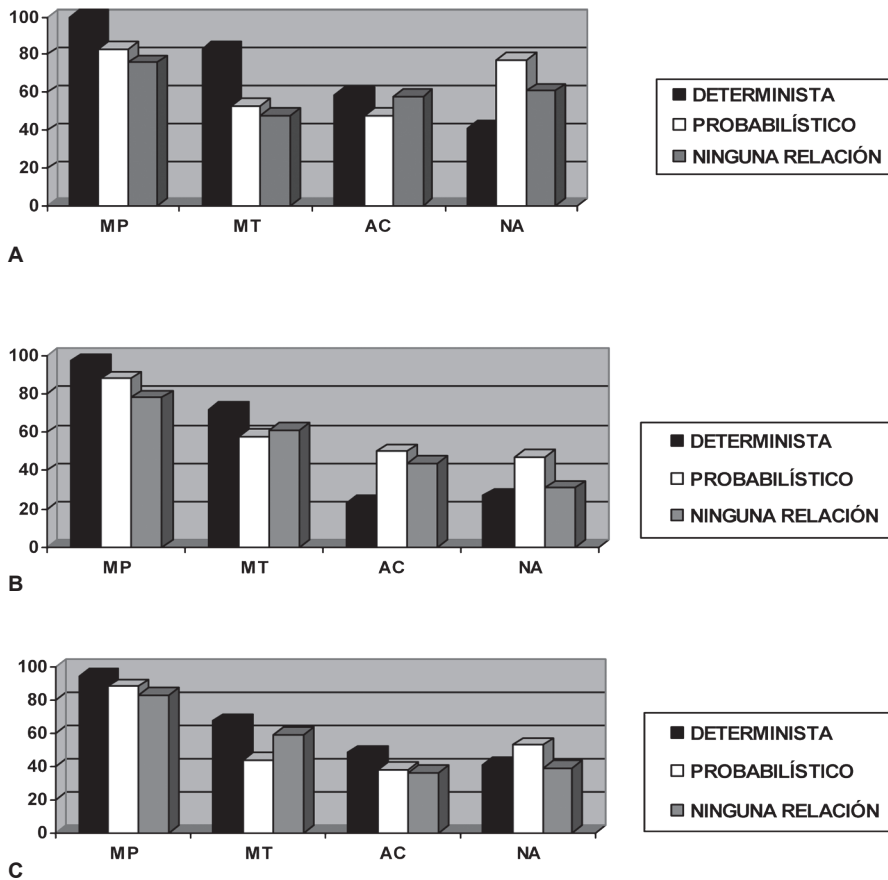 100
80
60
40
20
0
MP MT AC NA
DETERMINISTA
PROBABILÍSTICO
NINGUNA RELACIÓN
A
100
80
60
40
20
0
MP MT AC NA
DETERMINISTA
PROBABILÍSTICO
NINGUNA RELACIÓN
B
100
80
60
40
20
0
MP MT AC NA
DETERMINISTA
PROBABILÍSTICO
NINGUNA RELACIÓN
C